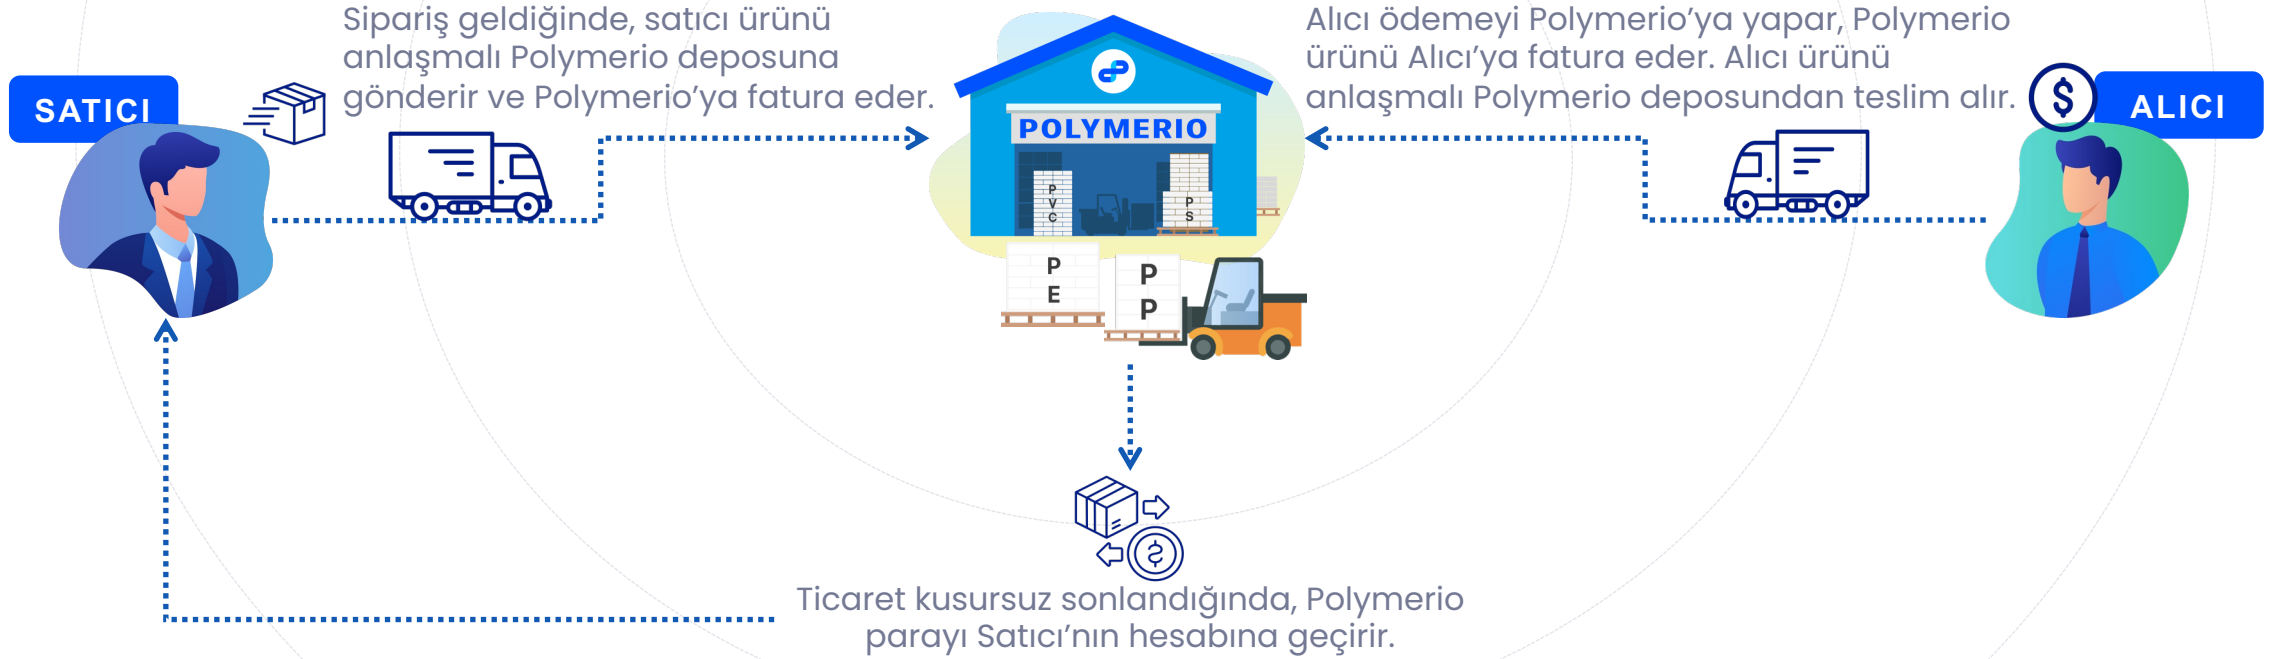 Sipariş geldiğinde, satıcı ürünü
anlaşmalı Polymerio deposuna
gönderir ve Polymerio’ya fatura eder.
Alıcı ödemeyi Polymerio’ya yapar, Polymerio
ürünü Alıcı’ya fatura eder. Alıcı ürünü
anlaşmalı Polymerio deposundan teslim alır.
SATICI
ALICI
POLYMERIO
P
V
C
P
S
P
E
P
P
Ticaret kusursuz sonlandığında, Polymerio
parayı Satıcı’nın hesabına geçirir.